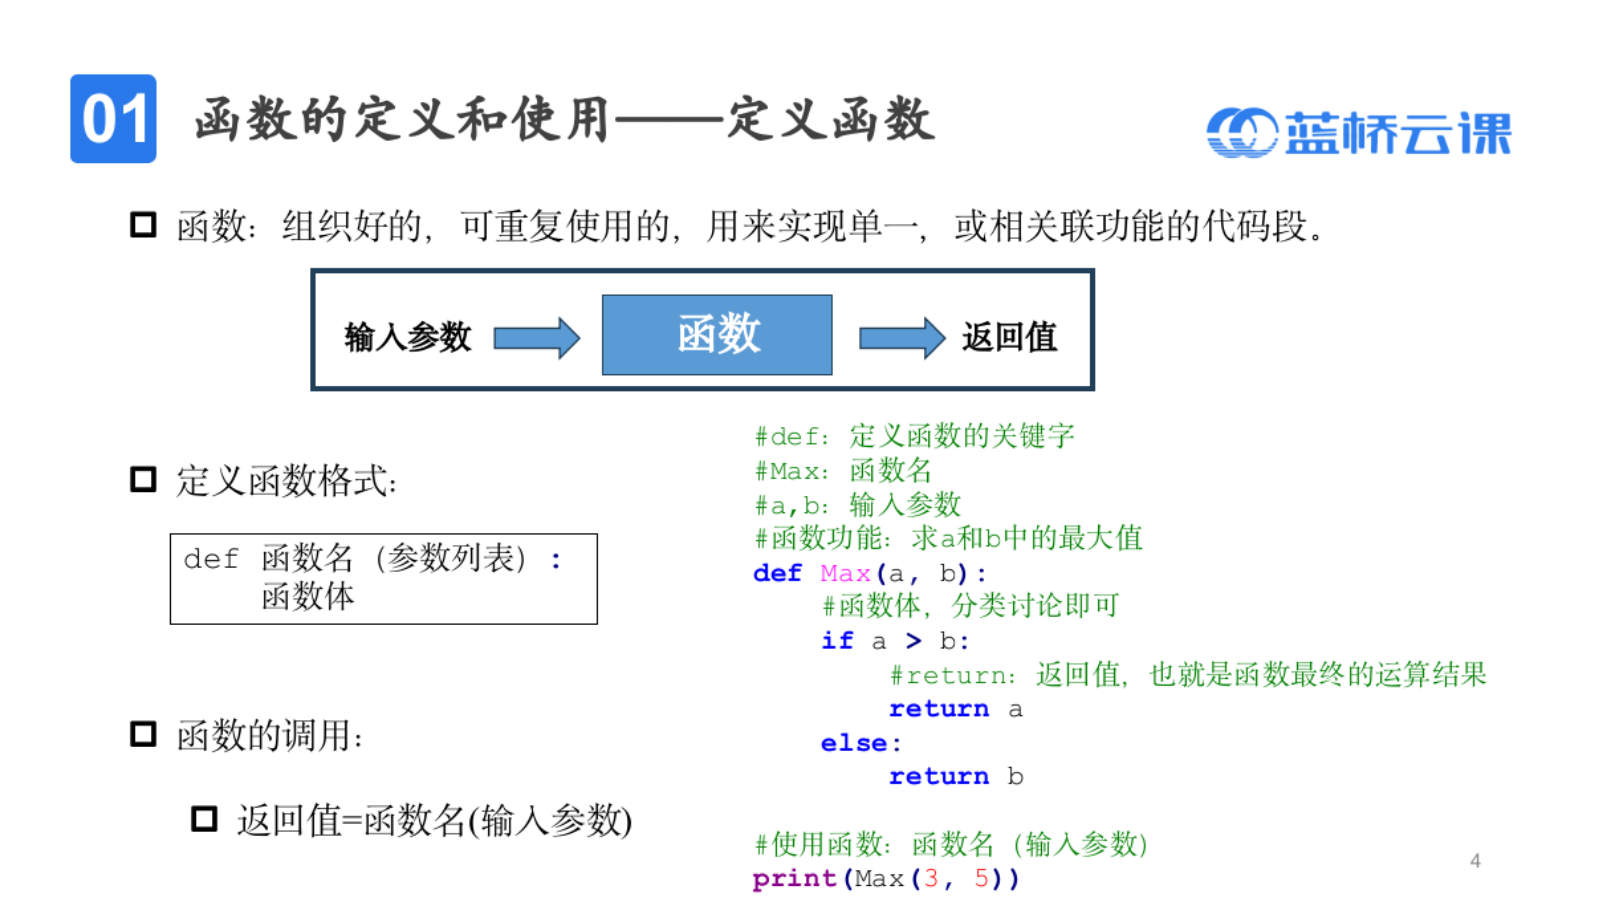 01 函数的定义和使用——定义函数
蓝桥云课
函数：组织好的，可重复使用的，用来实现单一，或相关联功能的代码段。
输入参数 函数 返回值
定义函数格式：
def 函数名（参数列表）:
    函数体
函数的调用：
返回值=函数名(输入参数)
#def：定义函数的关键字
#Max：函数名
#a,b：输入参数
#函数功能：求a和b中的最大值
def Max(a, b):
    #函数体，分类讨论即可
    if a > b:
        #return：返回值，也就是函数最终的运算结果
        return a
    else:
        return b
#使用函数：函数名（输入参数）
print(Max(3, 5))
4